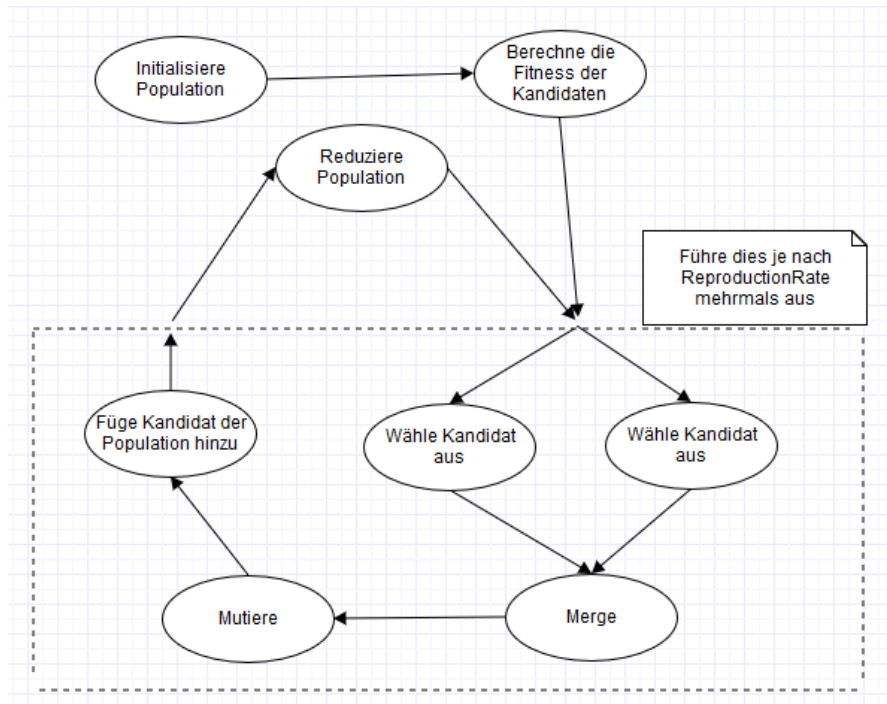 Initialisiere
Population
Berechne die
Fitness der
Kandidaten
Reduziere
Population
Führe dies je nach
ReproductionRate
mehrmals aus
Füge Kandidat der
Population hinzu
Wähle Kandidat
aus
Wähle Kandidat
aus
Mutiere
Merge